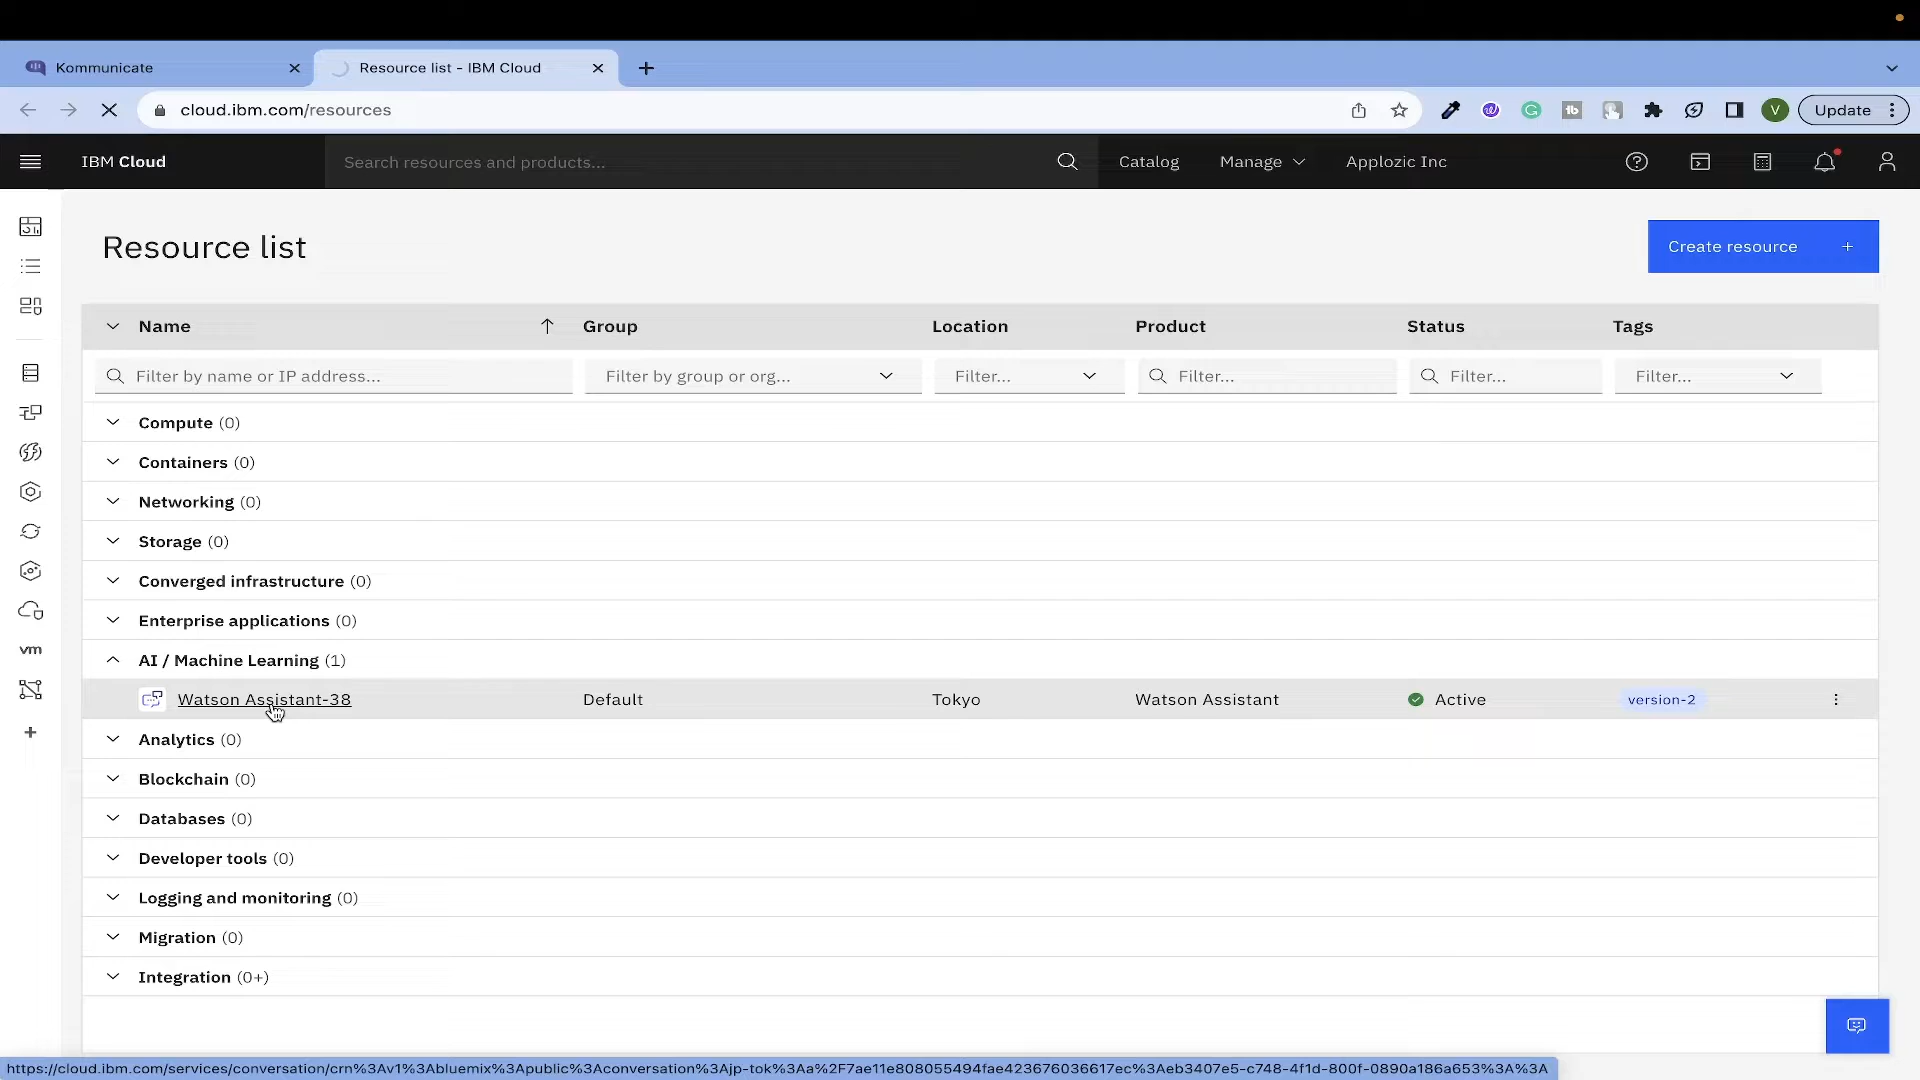 Kommunicate
Resource list - IBM Cloud
cloud.ibm.com/resources
V
Update
IBM Cloud
Search resources and products...
Catalog
Manage
Applozic Inc
Resource list
Create resource +
Name Group Location Product Status Tags
Filter by name or IP address... Filter by group or org... Filter... Filter... Filter... Filter...
Compute (0)
Containers (0)
Networking (0)
Storage (0)
Converged infrastructure (0)
Enterprise applications (0)
vm
AI / Machine Learning (1)
Watson Assistant-38 Default Tokyo Watson Assistant Active version-2
Analytics (0)
Blockchain (0)
Databases (0)
Developer tools (0)
Logging and monitoring (0)
Migration (0)
Integration (0+)
https://cloud.ibm.com/services/conversation/crn%3Av1%3Abluemix%3Apublic%3Aconversation%3Ajp-tok%3Aa%2F7ae11e808055494fae423676036617ec%3Aeb3407e5-c748-4f1d-800f-0890a186a653%3A%3A